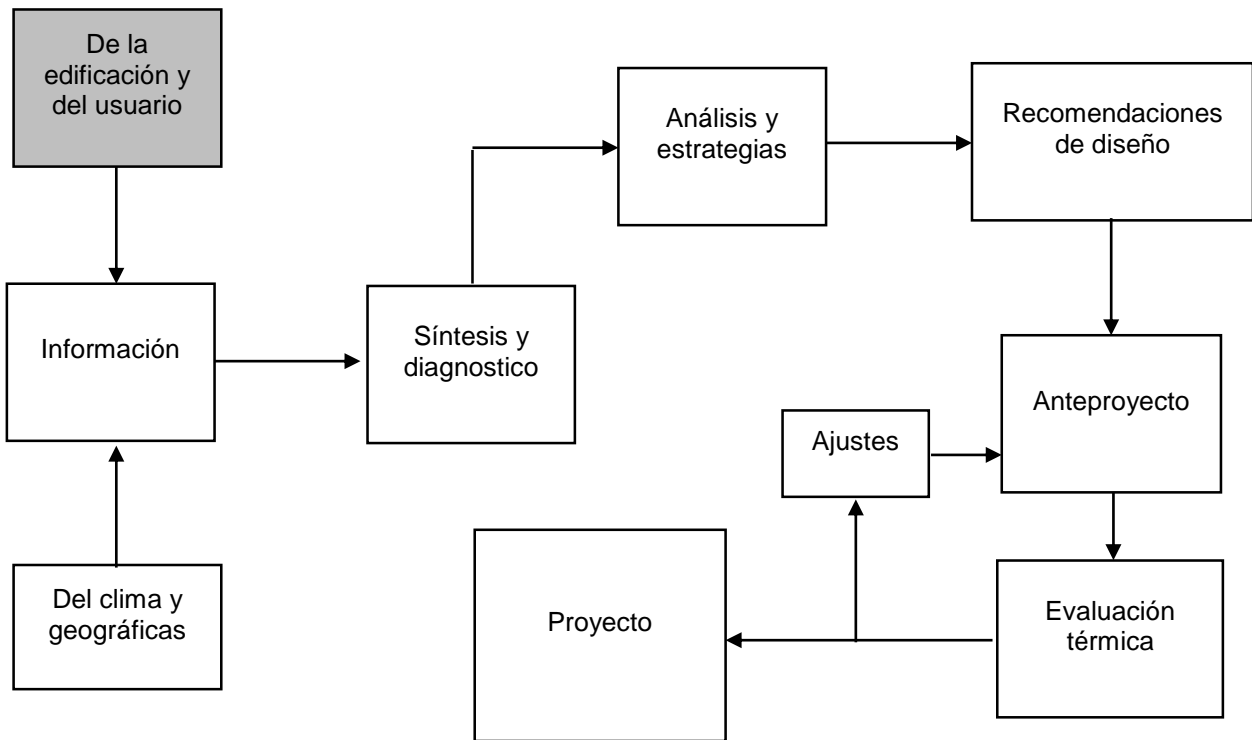 De la
edificación y
del usuario
Información
Del clima y
geográficas
Síntesis y
diagnostico
Análisis y
estrategias
Recomendaciones
de diseño
Anteproyecto
Ajustes
Evaluación
térmica
Proyecto